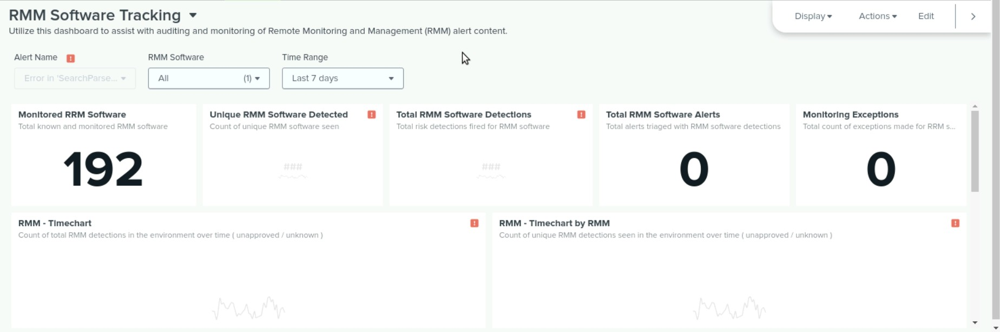 RMM Software Tracking
Display Actions Edit
Utilize this dashboard to assist with auditing and monitoring of Remote Monitoring and Management (RMM) alert content.
Alert Name ! RMM Software Time Range
Error in 'SearchParse... All (1) Last 7 days
Monitored RRM Software
Total known and monitored RMM software
192
Unique RMM Software Detected !
Count of unique RMM software seen
###
Total RMM Software Detections !
Total risk detections fired for RMM software
###
Total RMM Software Alerts
Total alerts triaged with RMM software detections
0
Monitoring Exceptions
Total count of exceptions made for RRM s...
0
RMM - Timechart !
Count of total RMM detections in the environment over time ( unapproved / unknown )
RMM - Timechart by RMM !
Count of unique RMM detections seen in the environment over time ( unapproved / unknown )